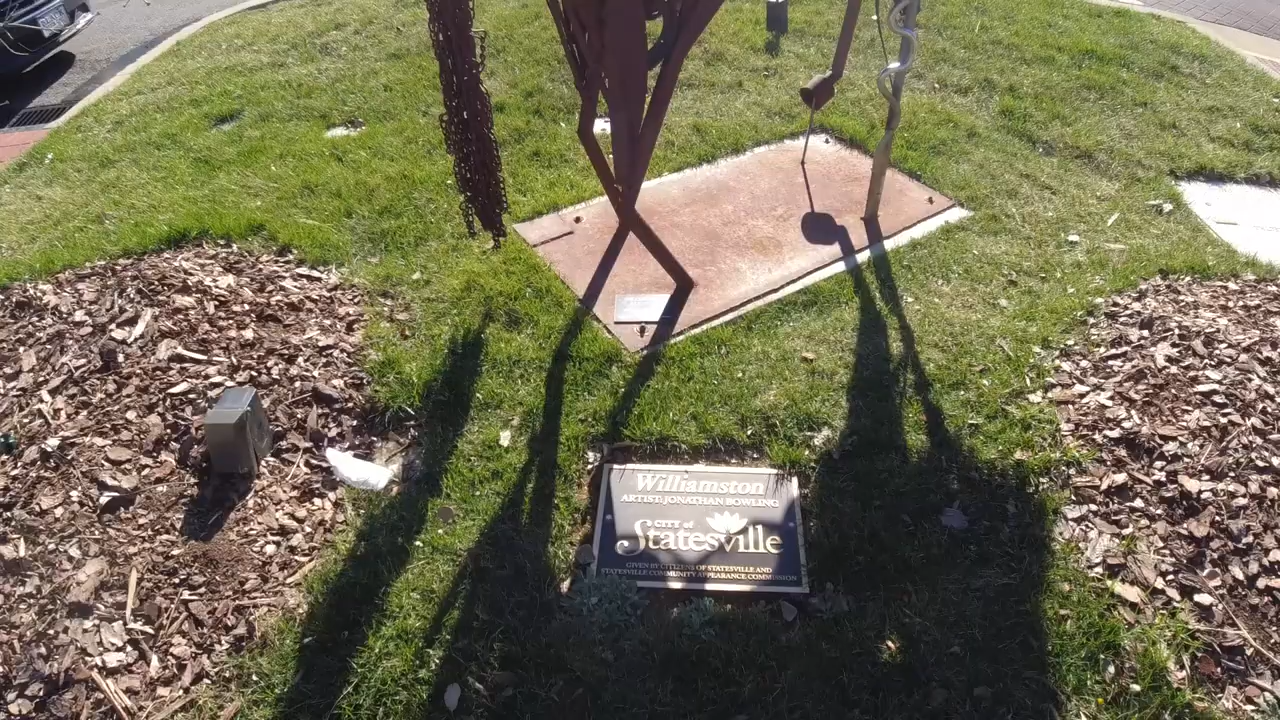 Williamston
ARTIST: JONATHAN BOWLING
CITY of
Statesville
GIVEN BY CITIZENS OF STATESVILLE AND
STATESVILLE COMMUNITY APPEARANCE COMMISSION